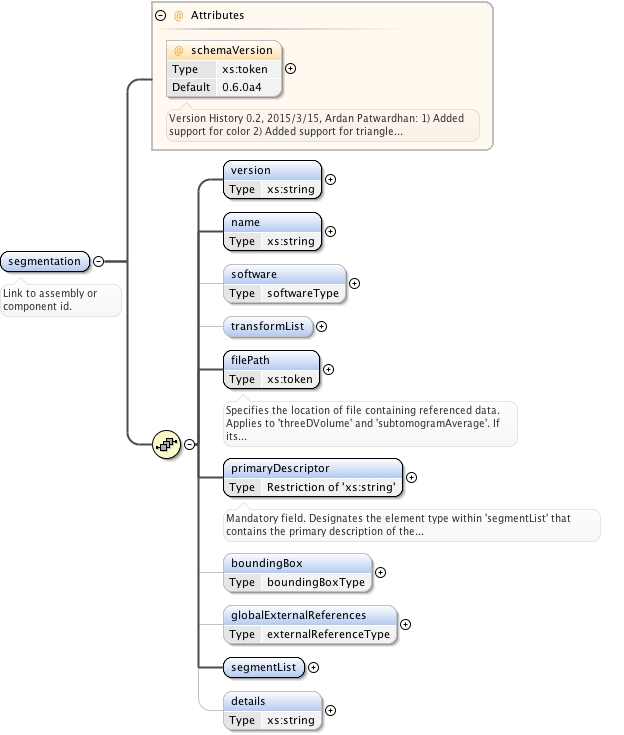 @ Attributes
@ schemaVersion
Type xs:token
Default 0.6.0a4
Version History 0.2, 2015/3/15, Ardan Patwardhan: 1) Added
support for color 2) Added support for triangle...
segmentation
Link to assembly or
component id.
version
Type xs:string
name
Type xs:string
software
Type softwareType
transformList
filePath
Type xs:token
Specifies the location of file containing referenced data.
Applies to 'threeDVolume' and 'subtomogramAverage'. If
its...
primaryDescriptor
Type Restriction of 'xs:string'
Mandatory field. Designates the element type within 'segmentList' that
contains the primary description of the...
boundingBox
Type boundingBoxType
globalExternalReferences
Type externalReferenceType
segmentList
details
Type xs:string